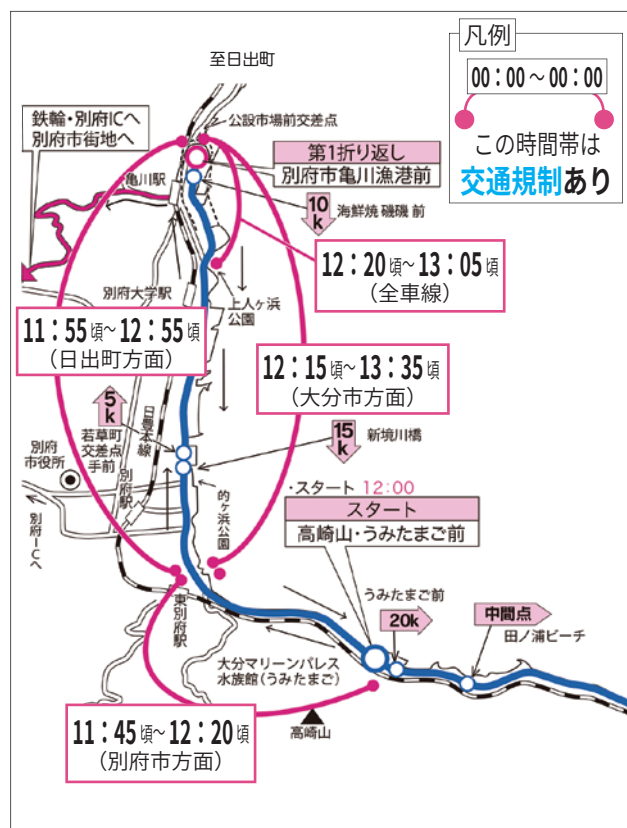 至日出町
凡例
00：00～00：00
この時間帯は
交通規制あり
公設市場前交差点
鉄輪・別府ICへ
別府市街地へ
第1折り返し
別府市亀川漁港前
亀川駅
10
k
海鮮焼 磯磯 前
12：20頃～13：05頃
（全車線）
別府大学駅
上人ヶ浜
公園
11：55頃～12：55頃
（日出町方面）
12：15頃～13：35頃
（大分市方面）
5
k
若草町
交差点
手前
日豊本線
15
k
新境川橋
別府
市役所
別府駅
的ヶ浜公園
別府ICへ
・スタート 12:00
スタート
高崎山・うみたまご前
うみたまご前
20k
中間点
田ノ浦ビーチ
東別府駅
大分マリーンパレス
水族館（うみたまご）
高崎山
11：45頃～12：20頃
（別府市方面）